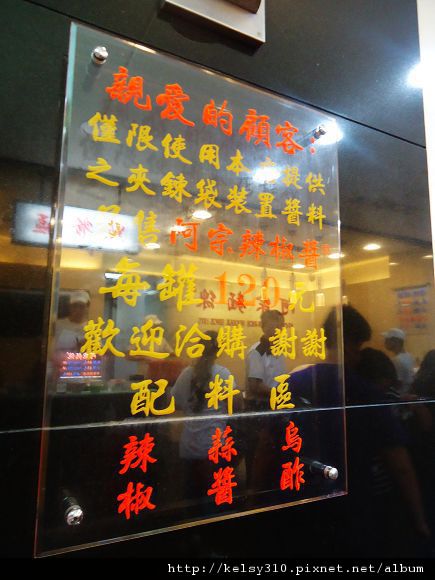 親愛的顧客:
僅限使用本店提供
之夾鍊袋裝置醬料
另售 阿宗辣椒醬
每罐 120元
歡迎洽購 謝謝
配料區
辣椒 蒜醬 烏酢
http://kelsy310.pixnet.net/album